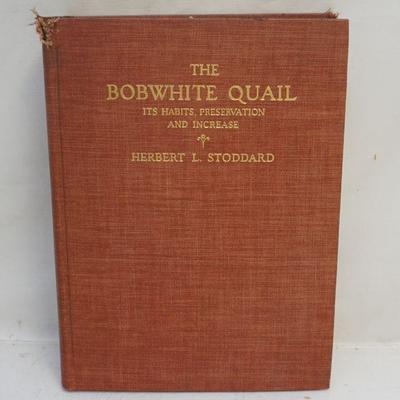 THE
BOBWHITE QUAIL
ITS HABITS, PRESERVATION
AND INCREASE
HERBERT L. STODDARD